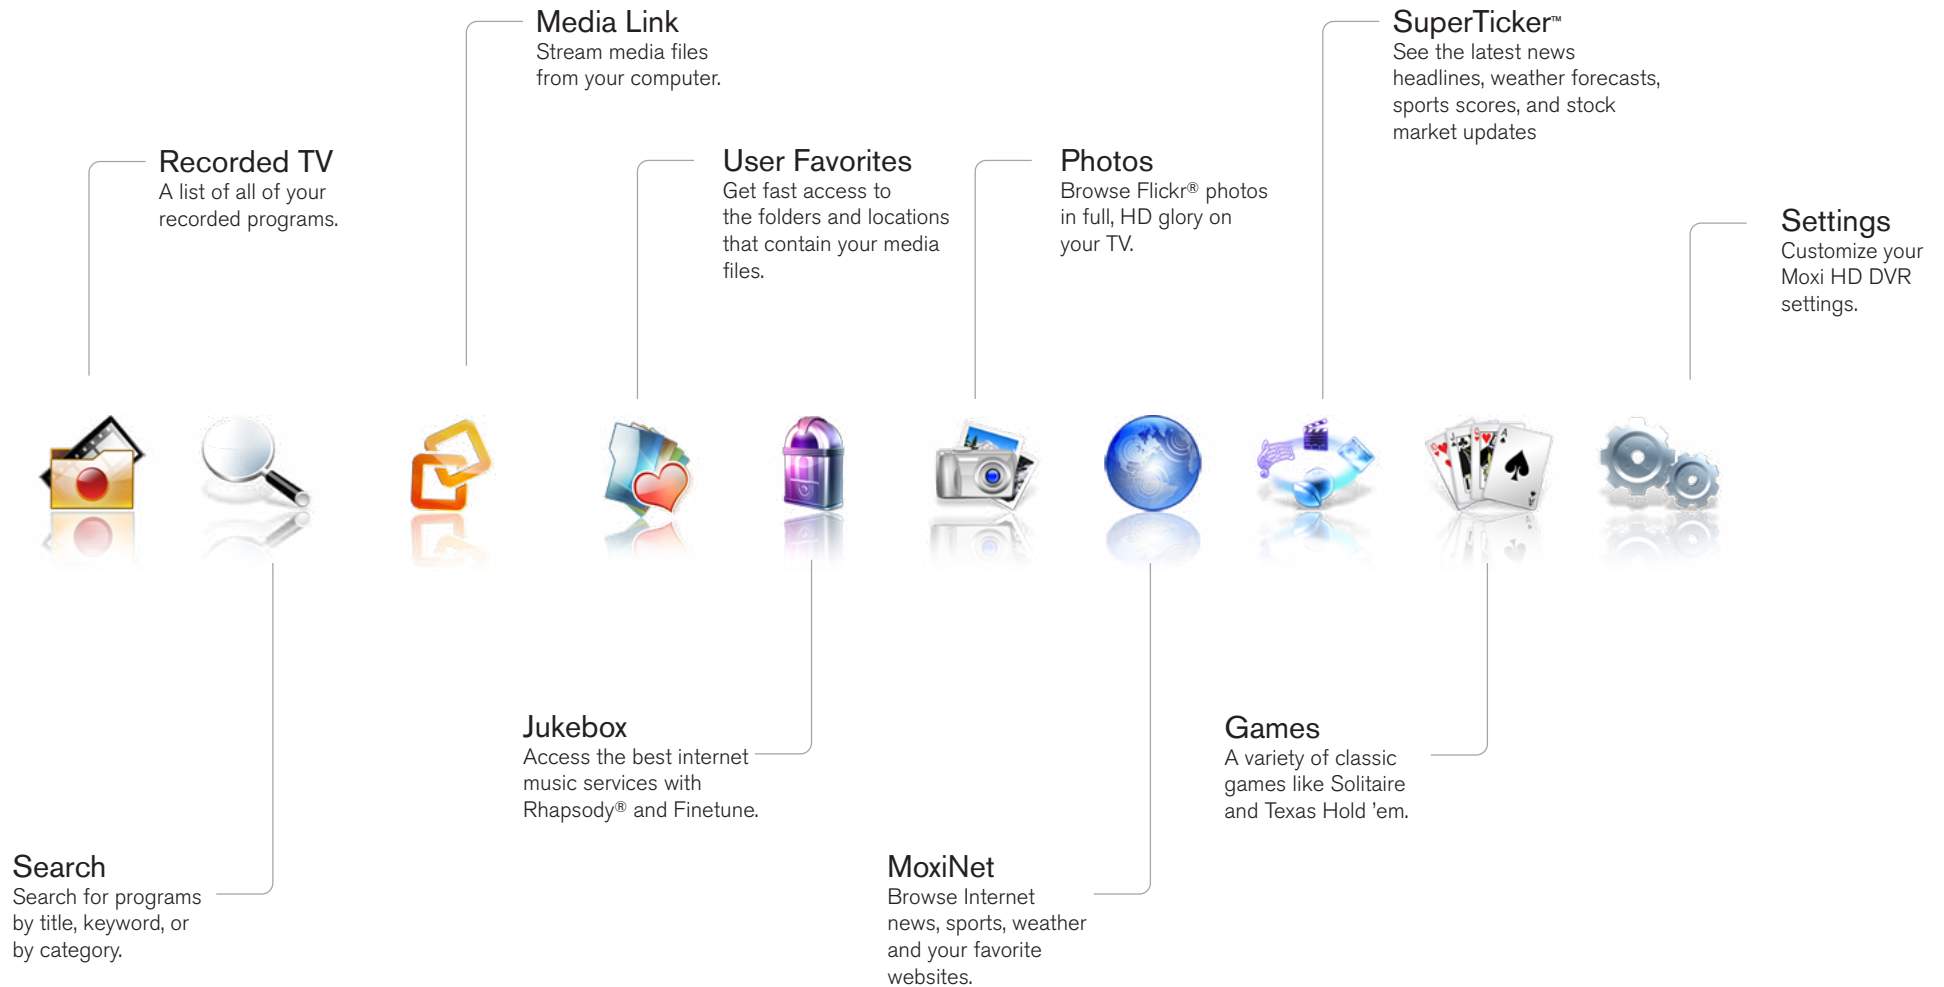 Media Link
Stream media files
from your computer.
SuperTicker™
See the latest news
headlines, weather forecasts,
sports scores, and stock
market updates
Recorded TV
A list of all of your
recorded programs.
User Favorites
Get fast access to
the folders and locations
that contain your media
files.
Photos
Browse Flickr® photos
in full, HD glory on
your TV.
Settings
Customize your
Moxi HD DVR
settings.
Jukebox
Access the best internet
music services with
Rhapsody® and Finetune.
Games
A variety of classic
games like Solitaire
and Texas Hold ’em.
Search
Search for programs
by title, keyword, or
by category.
MoxiNet
Browse Internet
news, sports, weather
and your favorite
websites.